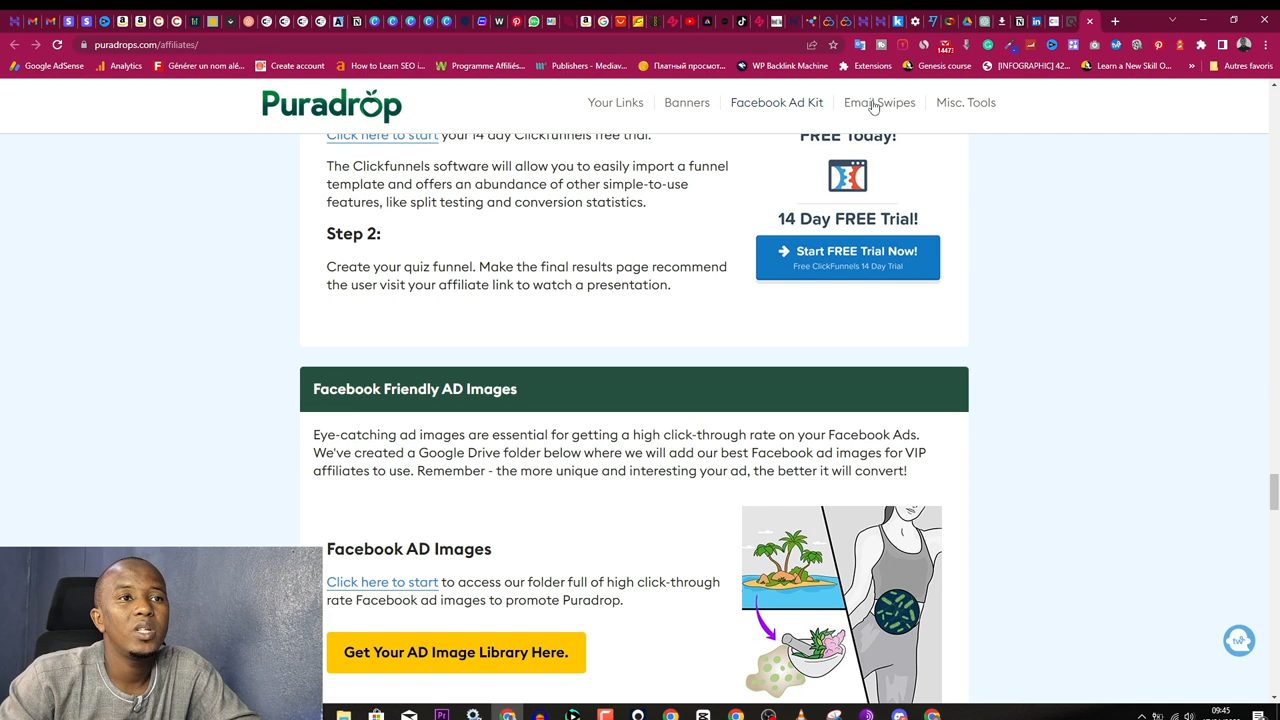 puradrops.com/affiliates/
1447
Google AdSense
Analytics
Générer un nom alé...
Create account
How to Learn SEO i...
Programme Affiliés...
Publishers - Mediav...
Платный просмот...
WP Backlink Machine
Extensions
Genesis course
[INFOGRAPHIC] 42...
Learn a New Skill O...
»
Autres favoris
Puradrop
Your Links
Banners
Facebook Ad Kit
Email Swipes
Misc. Tools
Click here to start your 14 day Clickfunnels free trial.
The Clickfunnels software will allow you to easily import a funnel
template and offers an abundance of other simple-to-use
features, like split testing and conversion statistics.
Step 2:
Create your quiz funnel. Make the final results page recommend
the user visit your affiliate link to watch a presentation.
FREE Today!
14 Day FREE Trial!
Start FREE Trial Now!
Free ClickFunnels 14 Day Trial
Facebook Friendly AD Images
Eye-catching ad images are essential for getting a high click-through rate on your Facebook Ads.
We've created a Google Drive folder below where we will add our best Facebook ad images for VIP
affiliates to use. Remember - the more unique and interesting your ad, the better it will convert!
Facebook AD Images
Click here to start to access our folder full of high click-through
rate Facebook ad images to promote Puradrop.
Get Your AD Image Library Here.
09:45